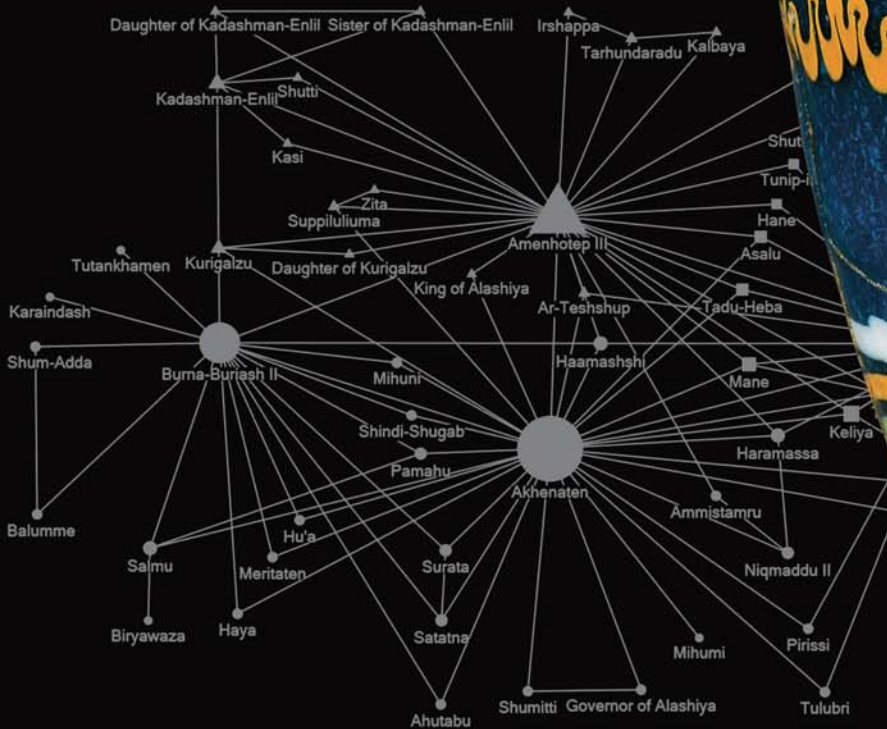 Daughter of Kadashman-Enlil
Sister of Kadashman-Enlil
Irshappa
Tarhundaradu
Kalbaya
Kadashman-Enlil
Shutti
Shut
Kasi
Tunip-i
Zita
Suppiluliuma
Hane
Amenhotep III
Asalu
Kurigalzu
Tutankhamen
Daughter of Kurigalzu
King of Alashiya
Ar-Teshshup
Tadu-Heba
Karaindash
Shum-Adda
Burna-Buriash II
Mihuni
Haamashshi
Mane
Shindi-Shugab
Keliya
Haramassa
Pamahu
Akhenaten
Ammistamru
Balumme
Hu'a
Salmu
Meritaten
Surata
Niqmaddu II
Biryawaza
Haya
Satatna
Mihumi
Pirissi
Ahutabu
Shumitti
Governor of Alashiya
Tulubri